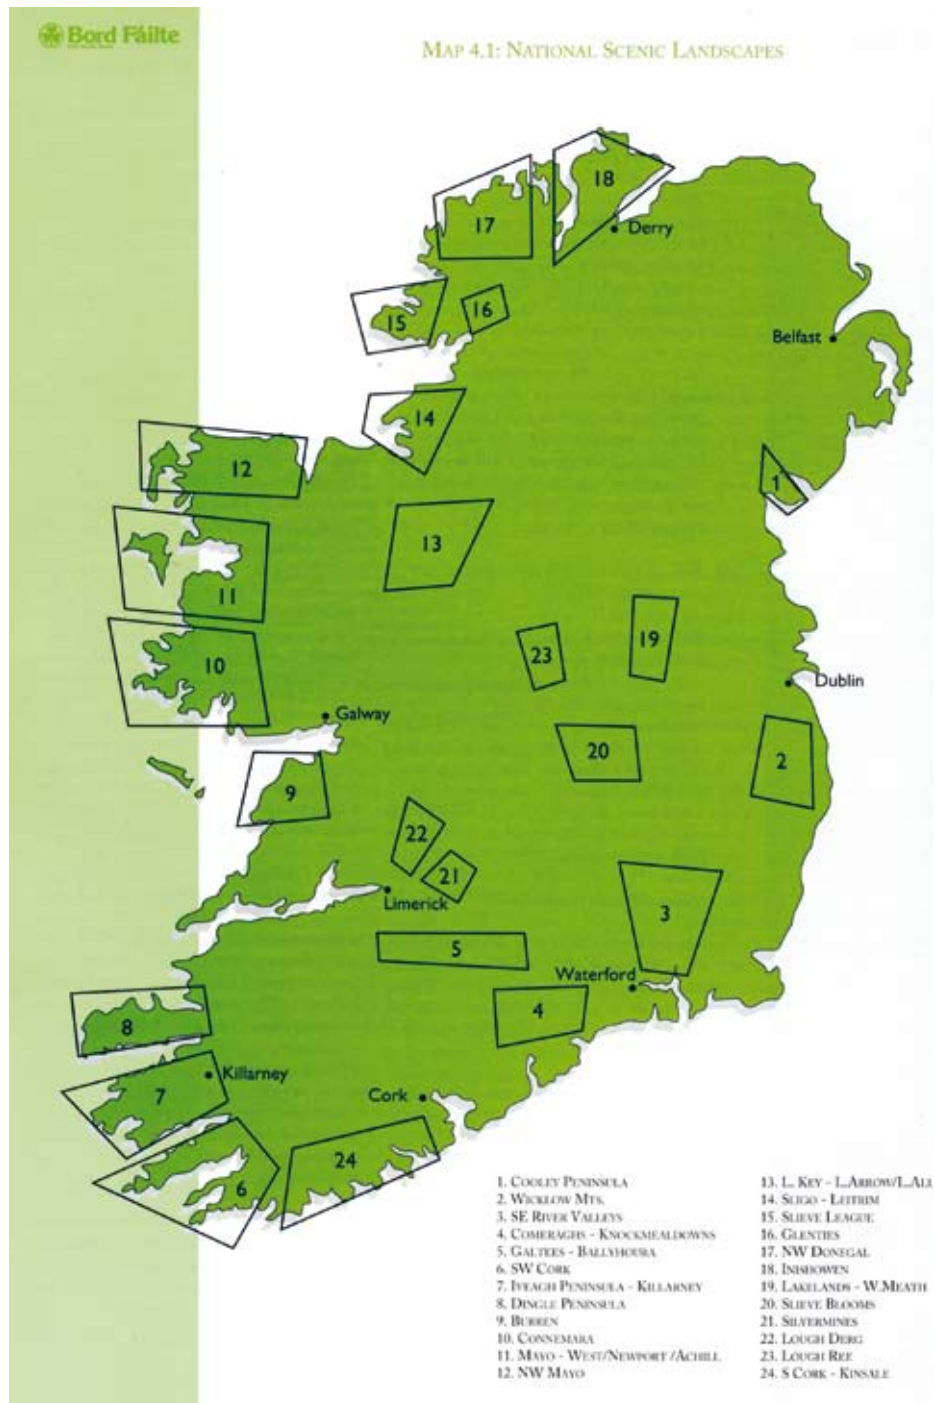 Bord Fáilte
MAP 4.1: NATIONAL SCENIC LANDSCAPES
18
17
Derry
16
15
Belfast
14
12
1
13
11
19
23
10
Dublin
Galway
20
2
9
22
21
Limerick
3
5
Waterford
4
8
Killarney
7
Cork
24
6
1. COOLEY PENINSULA
2. WICKLOW MTS.
3. SE RIVER VALLEYS
4. COMERAGHS - KNOCKMEALDOWNS
5. GALTEES - BALLYHOURA
6. SW CORK
7. IVEAGH PENINSULA - KILLARNEY
8. DINGLE PENINSULA
9. BURREN
10. CONNEMARA
11. MAYO - WEST/NEWPORT /ACHILL
12. NW MAYO
13. L. KEY - L.ARROW/L.ALL
14. SLIGO - LEITRIM
15. SLIEVE LEAGUE
16. GLENTIES
17. NW DONEGAL
18. INISHOWEN
19. LAKELANDS - W.MEATH
20. SLIEVE BLOOMS
21. SILVERMINES
22. LOUGH DERG
23. LOUGH REE
24. S CORK - KINSALE